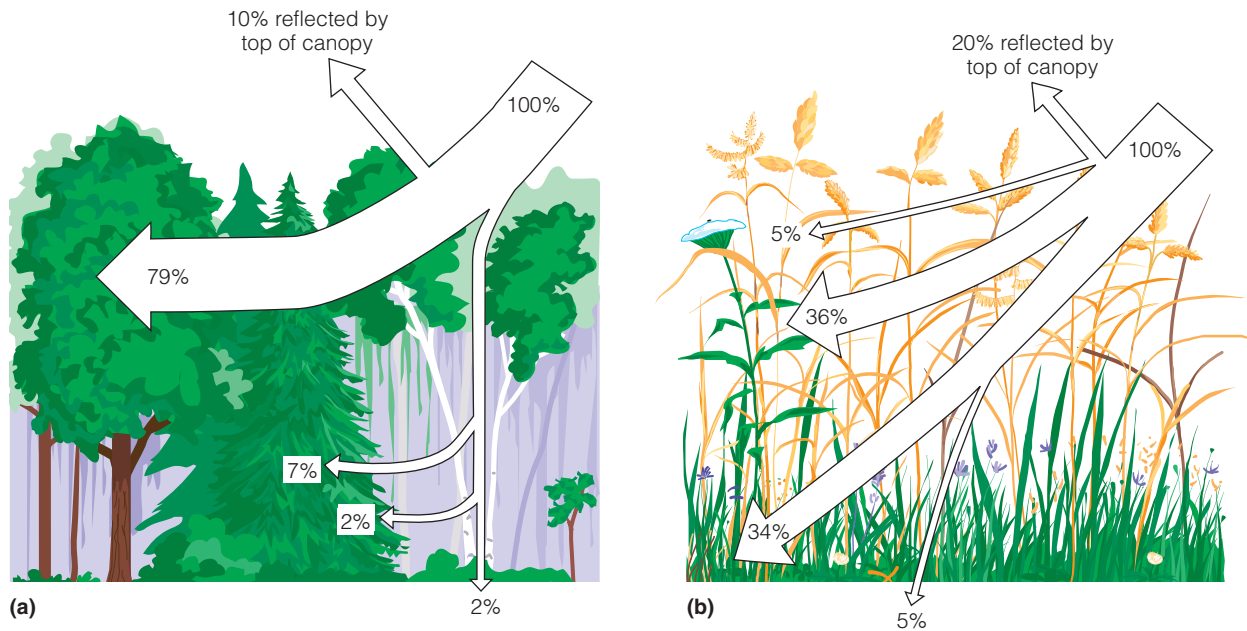 10% reflected by
top of canopy
100%
79%
7%
2%
2%
(a)
20% reflected by
top of canopy
100%
5%
36%
34%
5%
(b)